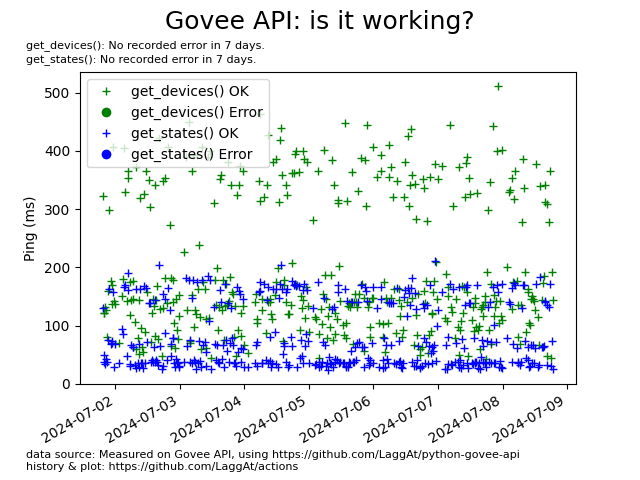 Govee API: is it working?
get_devices(): No recorded error in 7 days.
get_states(): No recorded error in 7 days.
get_devices() OK
get_devices() Error
get_states() OK
get_states() Error
Ping (ms)
500
400
300
200
100
0
2024-07-02
2024-07-03
2024-07-04
2024-07-05
2024-07-06
2024-07-07
2024-07-08
2024-07-09
data source: Measured on Govee API, using https://github.com/LaggAt/python-govee-api
history & plot: https://github.com/LaggAt/actions